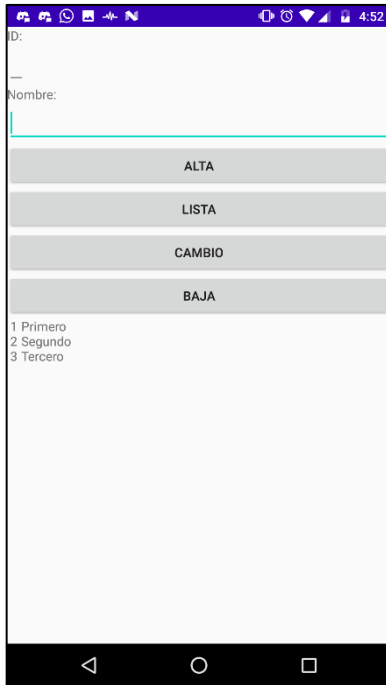 4:52
ID:
Nombre:
ALTA
LISTA
CAMBIO
BAJA
1 Primero
2 Segundo
3 Tercero